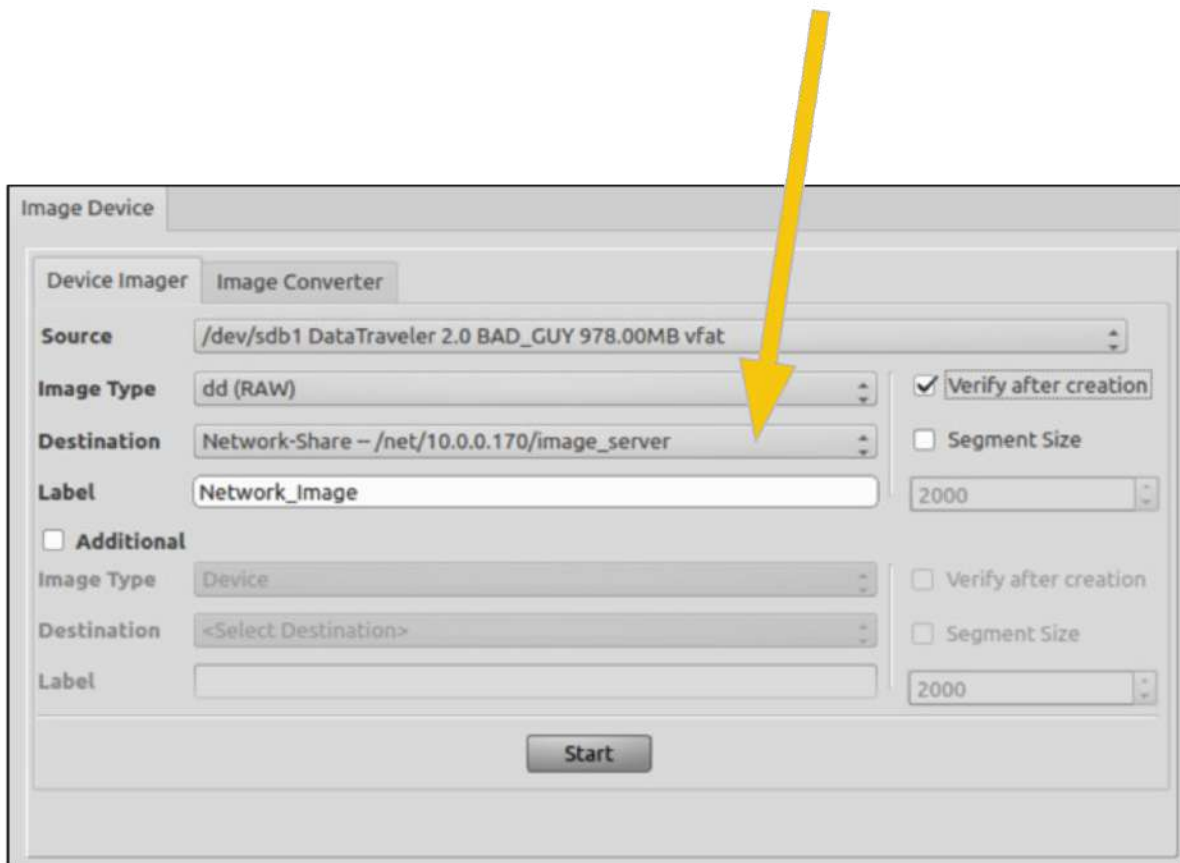 Image Device
Device Imager Image Converter
Source /dev/sdb1 DataTraveler 2.0 BAD_GUY 978.00MB vfat
Image Type dd (RAW) Verify after creation
Destination Network-Share -- /net/10.0.0.170/image_server Segment Size
Label Network_Image 2000
Additional
Image Type Device Verify after creation
Destination <Select Destination> Segment Size
Label 2000
Start